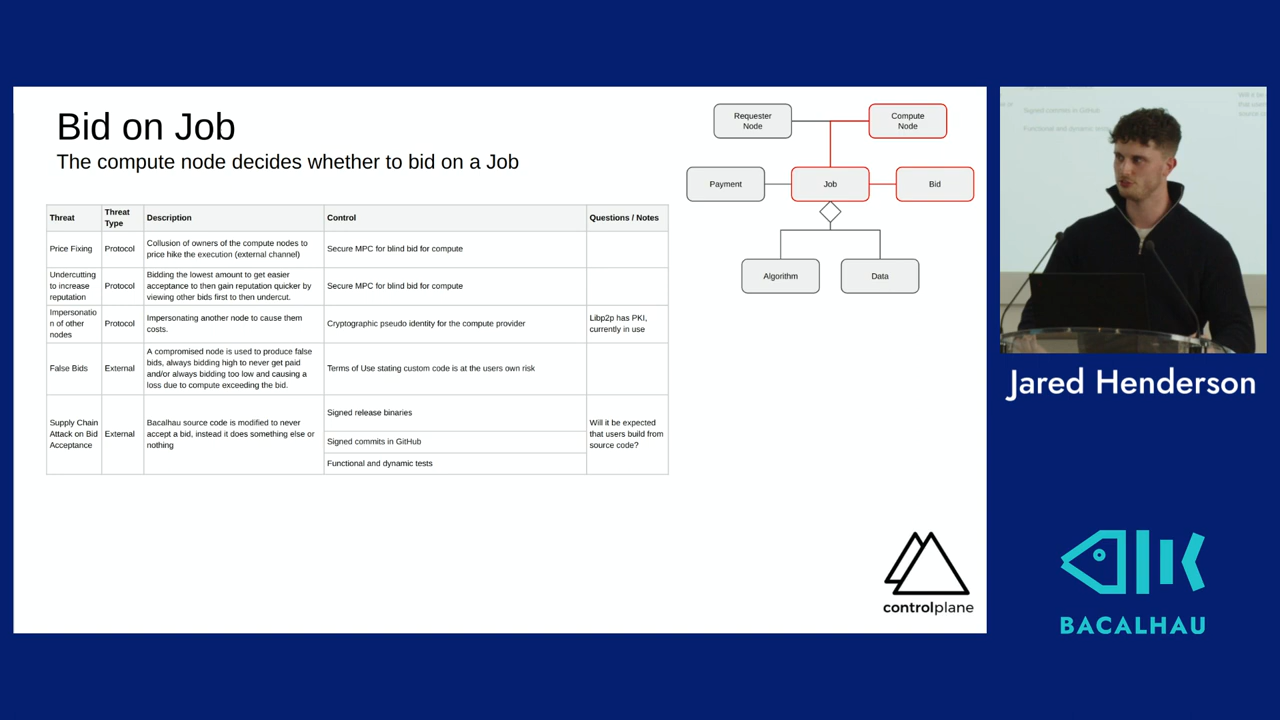 Bid on Job
The compute node decides whether to bid on a Job
Threat
Threat
Type
Description
Control
Questions / Notes
Price Fixing
Protocol
Collusion of owners of the compute nodes to
price hike the execution (external channel)
Secure MPC for blind bid for compute
Undercutting
to increase
reputation
Protocol
Bidding the lowest amount to get easier
acceptance to then gain reputation quicker by
viewing other bids first to then undercut.
Secure MPC for blind bid for compute
Impersonatio
n of other
nodes
Protocol
Impersonating another node to cause them
costs.
Cryptographic pseudo identity for the compute provider
Libp2p has PKI,
currently in use
False Bids
External
A compromised node is used to produce false
bids, always bidding high to never get paid
and/or always bidding too low and causing a
loss due to compute exceeding the bid.
Terms of Use stating custom code is at the users own risk
Supply Chain
Attack on Bid
Acceptance
External
Bacalhau source code is modified to never
accept a bid, instead it does something else or
nothing
Signed release binaries
Signed commits in GitHub
Functional and dynamic tests
Will it be expected
that users build from
source code?
Requester
Node
Compute
Node
Payment
Job
Bid
Algorithm
Data
controlplane
Signed commits in GitHub
Functional and dynamic
Jared Henderson
BACALHAU